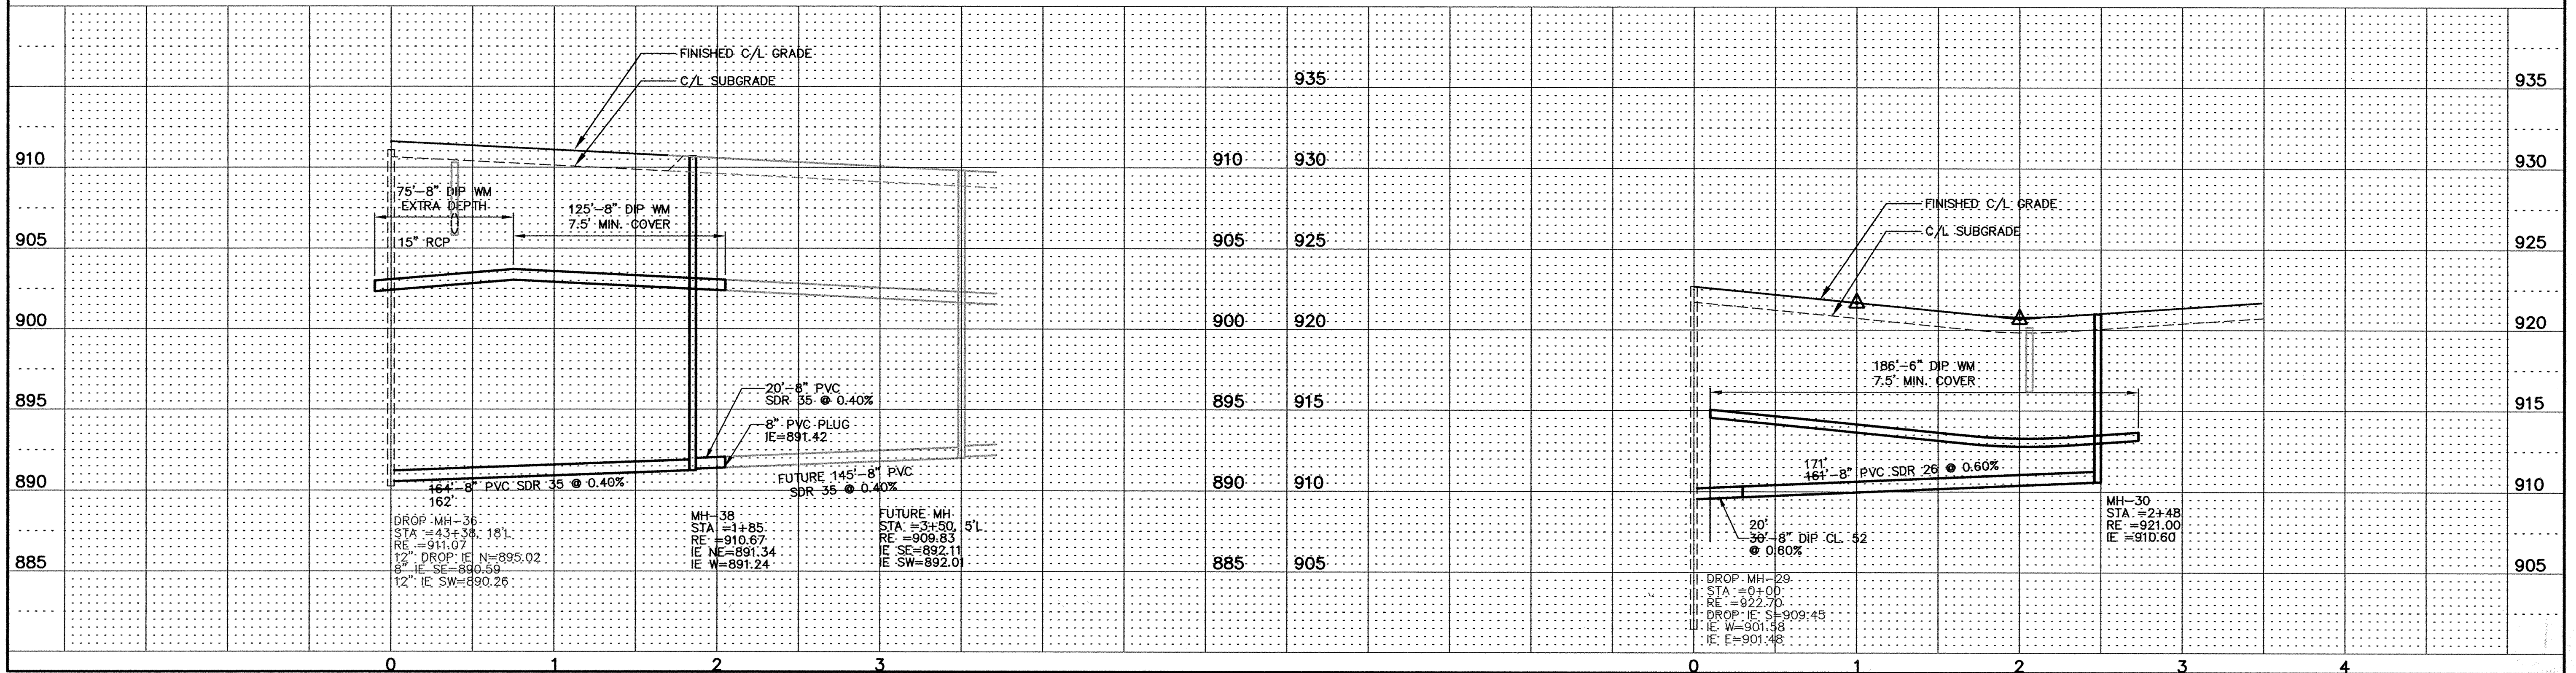 FINISHED C/L GRADE
C/L SUBGRADE
910
905
900
895
890
885
75'-8" DIP WM
EXTRA DEPTH
15" RCP
125'-8" DIP WM
7.5' MIN. COVER
20'-8" PVC
SDR 35 @ 0.40%
8" PVC PLUG
IE=891.42
164'-8" PVC SDR 35 @ 0.40%
162'
FUTURE 145'-8" PVC
SDR 35 @ 0.40%
DROP MH-36
STA =43+38, 18'L
RE =911.07
12" DROP IE N=895.02
8" IE SE=890.59
12" IE SW=890.26
MH-38
STA =1+85
RE =910.67
IE NE=891.34
IE W=891.24
FUTURE MH
STA =3+50, 5'L
RE =909.83
IE SE=892.11
IE SW=892.01
0 1 2 3
910
905
900
895
890
885
935
930
925
920
915
910
905
FINISHED C/L GRADE
C/L SUBGRADE
186'-6" DIP WM
7.5' MIN. COVER
171'
161'-8" PVC SDR 26 @ 0.60%
20'
30'-8" DIP CL. 52
@ 0.60%
DROP MH-29
STA =0+00
RE =922.70
DROP IE S=909.45
IE W=901.58
IE E=901.48
MH-30
STA =2+48
RE =921.00
IE =910.60
935
930
925
920
915
910
905
0 1 2 3 4